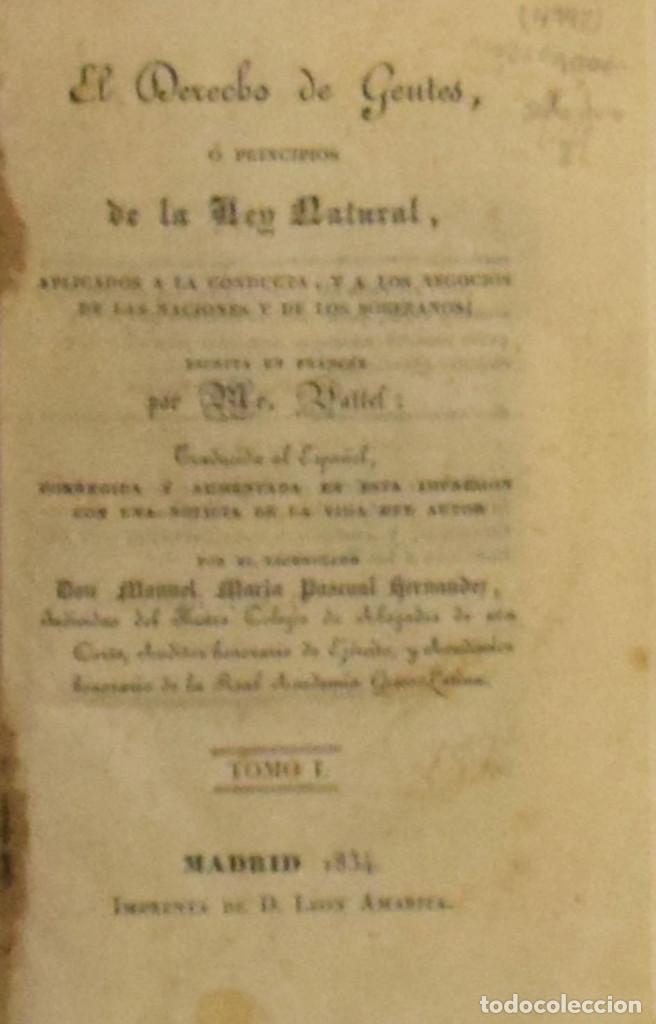 (4992)
El Derecho de Gentes,
Ó PRINCIPIOS
de la Ley Natural,
APLICADOS A LA CONDUCTA, Y A LOS NEGOCIOS
DE LAS NACIONES Y DE LOS SOBERANOS;
ESCRITA EN FRANCÉS
por Mr. Vattel:
Traducida al Español,
CORREGIDA Y AUMENTADA EN ESTA IMPRESION
CON UNA NOTICIA DE LA VIDA DEL AUTOR
POR EL LICENCIADO
Don Manuel Maria Pascual Hernandez,
Individuo del Ilustre Colegio de Abogados de esta
Corte, Auditor honorario de Ejército, y Académico
honorario de la Real Academia Greco-Latina.
TOMO I.
MADRID 1834.
IMPRENTA DE D. LEON AMARITA.
todocoleccion